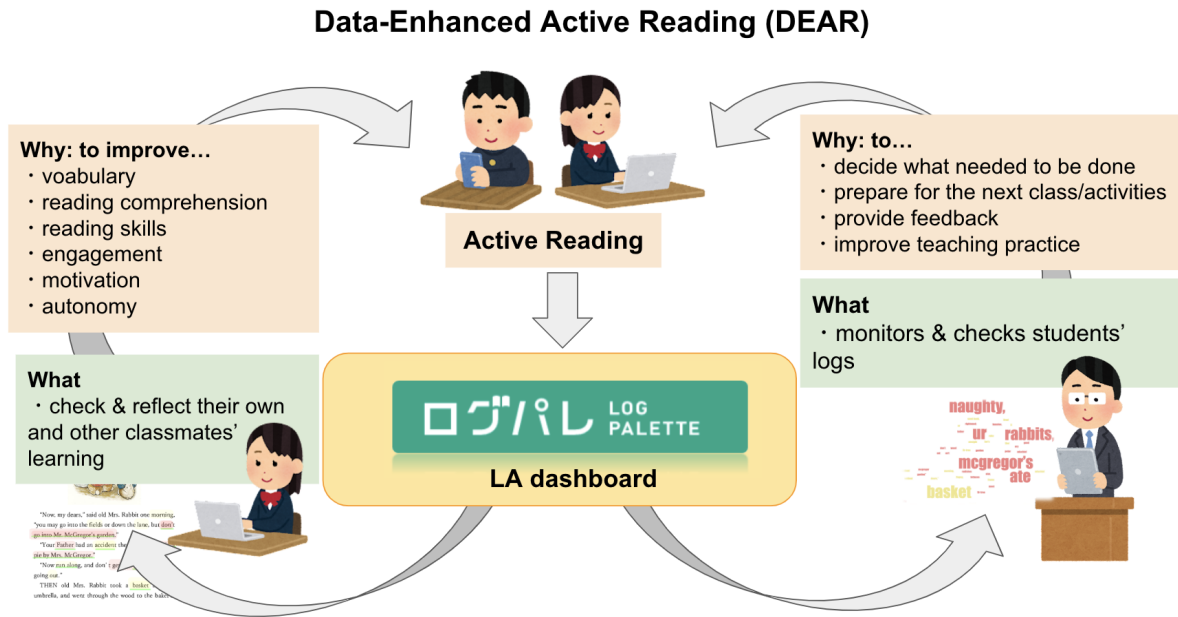 Data-Enhanced Active Reading (DEAR)
Why: to improve…
・voabulary
・reading comprehension
・reading skills
・engagement
・motivation
・autonomy
What
・check & reflect their own
and other classmates'
learning
"Now, my dears," said old Mrs. Rabbit one morning,
"you may go into the fields or down the lane, but don't
go into Mr. McGregor's garden."
"Your Father had an accident the
pie by Mrs. McGregor."
"Now run along, and don't
going out."
THEN old Mrs. Rabbit took a basket
umbrella, and went through the wood to the baker
Active Reading
ログパレ LOG
PALETTE
LA dashboard
Why: to…
・decide what needed to be done
・prepare for the next class/activities
・provide feedback
・improve teaching practice
What
・monitors & checks students'
logs
naughty,
ur rabbits,
mcgregor's
ate
basket